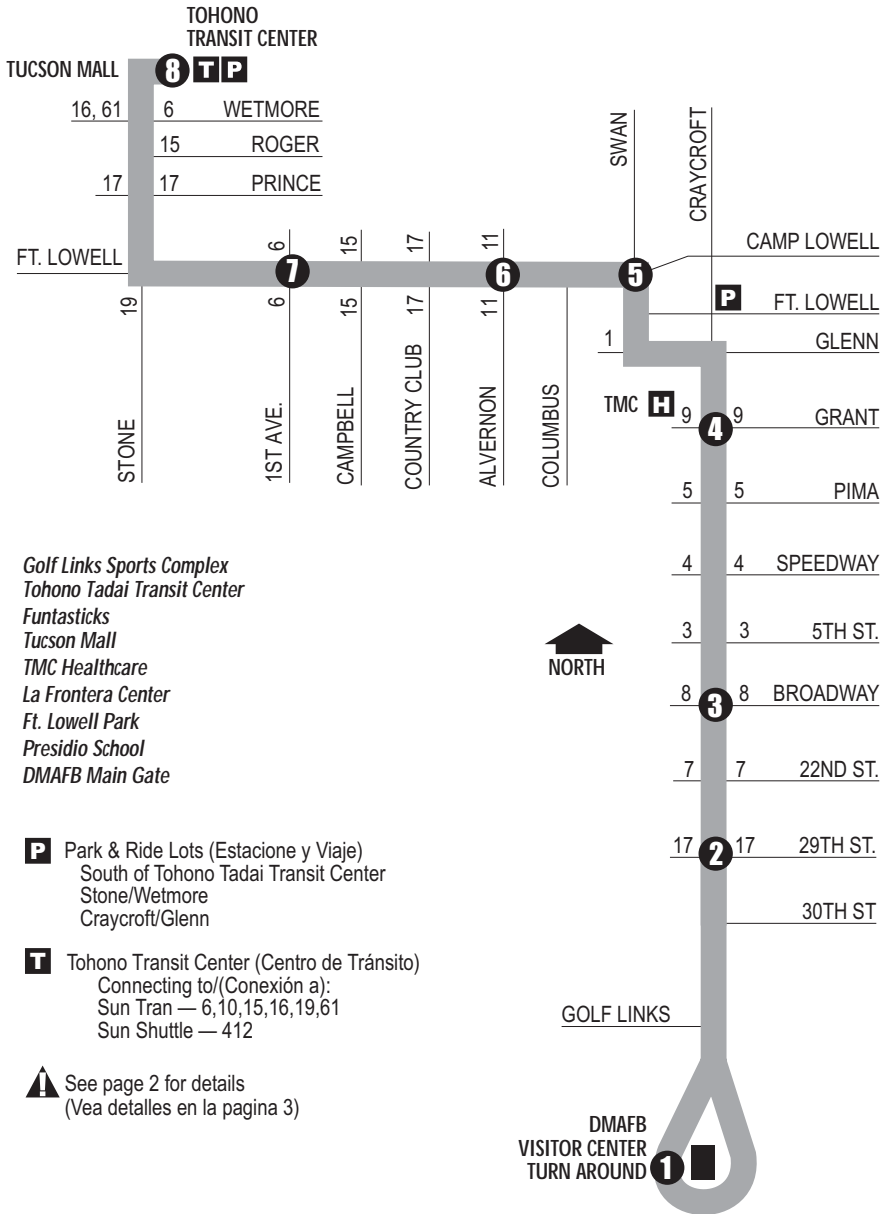 TOHONO
TRANSIT CENTER
TUCSON MALL
8 T P
16, 61 6 WETMORE
15 ROGER
17 17 PRINCE
SWAN
CRAYCROFT
FT. LOWELL
6 15 17 11
7 6 5
CAMP LOWELL
19 6 15 17 11
P FT. LOWELL
1 GLENN
STONE
1ST AVE.
CAMPBELL
COUNTRY CLUB
ALVERNON
COLUMBUS
TMC H 9 4 9 GRANT
5 5 PIMA
4 4 SPEEDWAY
3 3 5TH ST.
8 3 8 BROADWAY
7 7 22ND ST.
17 2 17 29TH ST.
30TH ST
GOLF LINKS
NORTH
DMAFB
VISITOR CENTER
TURN AROUND 1
Golf Links Sports Complex
Tohono Tadai Transit Center
Funtasticks
Tucson Mall
TMC Healthcare
La Frontera Center
Ft. Lowell Park
Presidio School
DMAFB Main Gate
P Park & Ride Lots (Estacione y Viaje)
South of Tohono Tadai Transit Center
Stone/Wetmore
Craycroft/Glenn
T Tohono Transit Center (Centro de Tránsito)
Connecting to/(Conexión a):
Sun Tran — 6,10,15,16,19,61
Sun Shuttle — 412
! See page 2 for details
(Vea detalles en la pagina 3)